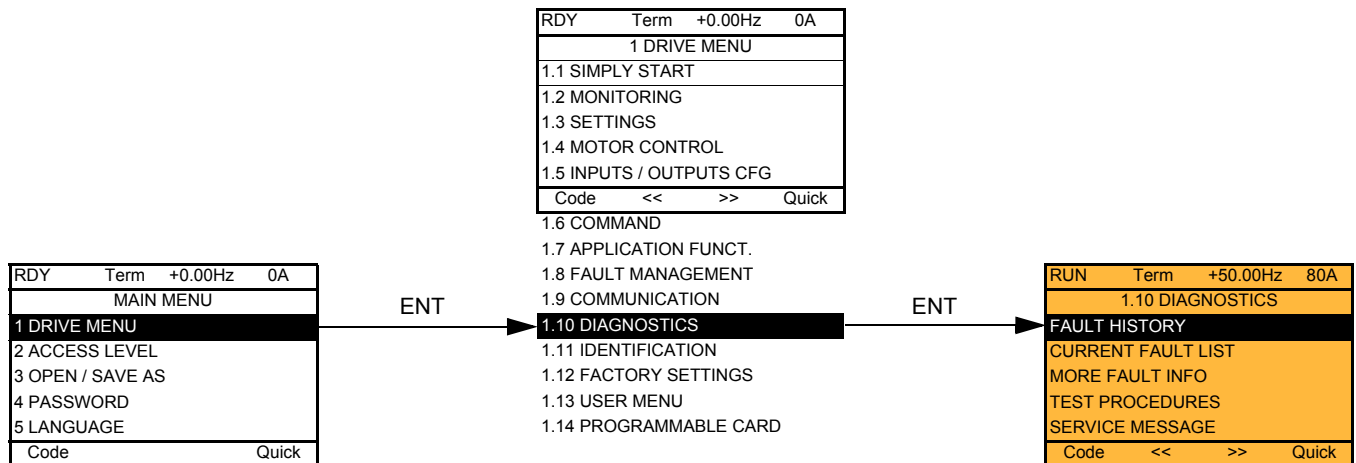 RDY Term +0.00Hz 0A
MAIN MENU
1 DRIVE MENU
2 ACCESS LEVEL
3 OPEN / SAVE AS
4 PASSWORD
5 LANGUAGE
Code Quick
ENT
RDY Term +0.00Hz 0A
1 DRIVE MENU
1.1 SIMPLY START
1.2 MONITORING
1.3 SETTINGS
1.4 MOTOR CONTROL
1.5 INPUTS / OUTPUTS CFG
Code << >> Quick
1.6 COMMAND
1.7 APPLICATION FUNCT.
1.8 FAULT MANAGEMENT
1.9 COMMUNICATION
1.10 DIAGNOSTICS
1.11 IDENTIFICATION
1.12 FACTORY SETTINGS
1.13 USER MENU
1.14 PROGRAMMABLE CARD
ENT
RUN Term +50.00Hz 80A
1.10 DIAGNOSTICS
FAULT HISTORY
CURRENT FAULT LIST
MORE FAULT INFO
TEST PROCEDURES
SERVICE MESSAGE
Code << >> Quick